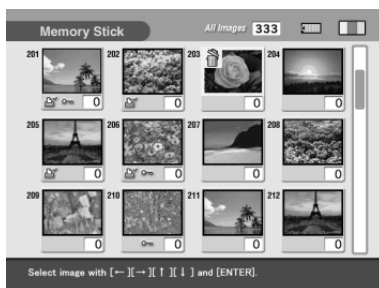 Memory Stick All Images 333
201 202 203 204
0 0 0 0
205 206 207 208
0 0 0 0
209 210 211 212
0 0 0 0
Select image with [←][→][↑][↓] and [ENTER].